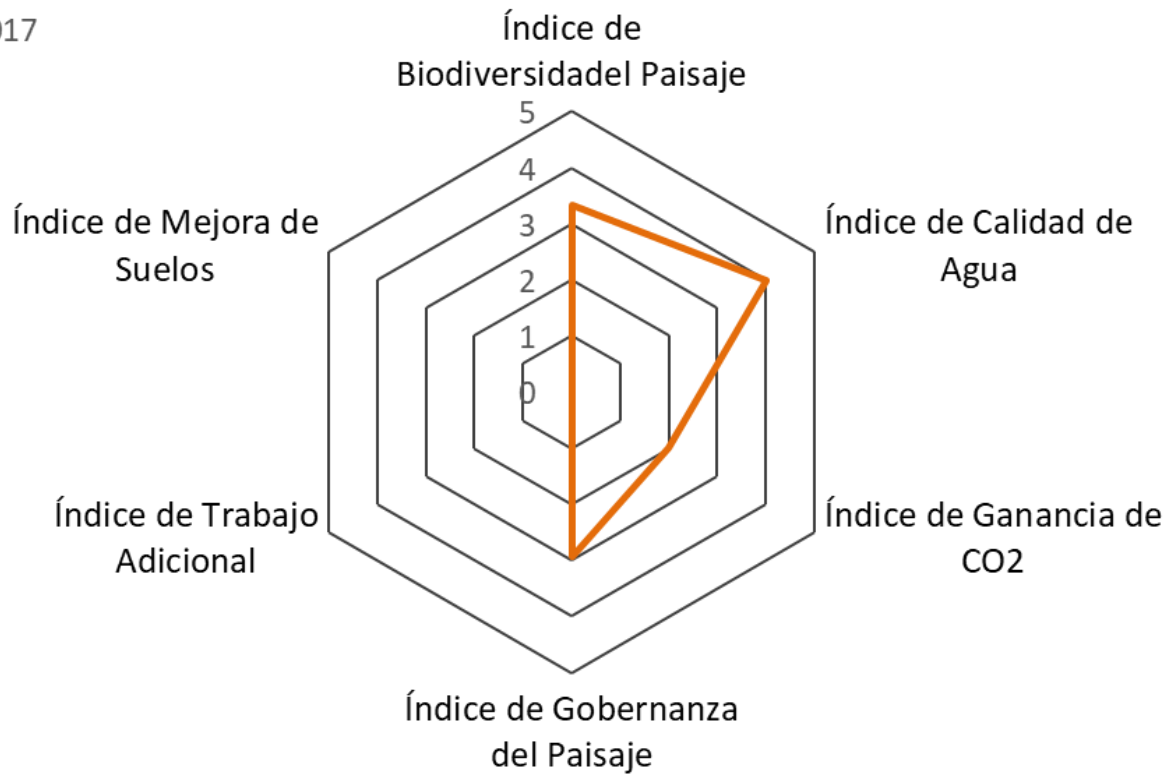 017
Índice de
Biodiversidadel Paisaje
5
4
3
2
1
0
Índice de Calidad de
Agua
Índice de Ganancia de
CO2
Índice de Gobernanza
del Paisaje
Índice de Trabajo
Adicional
Índice de Mejora de
Suelos